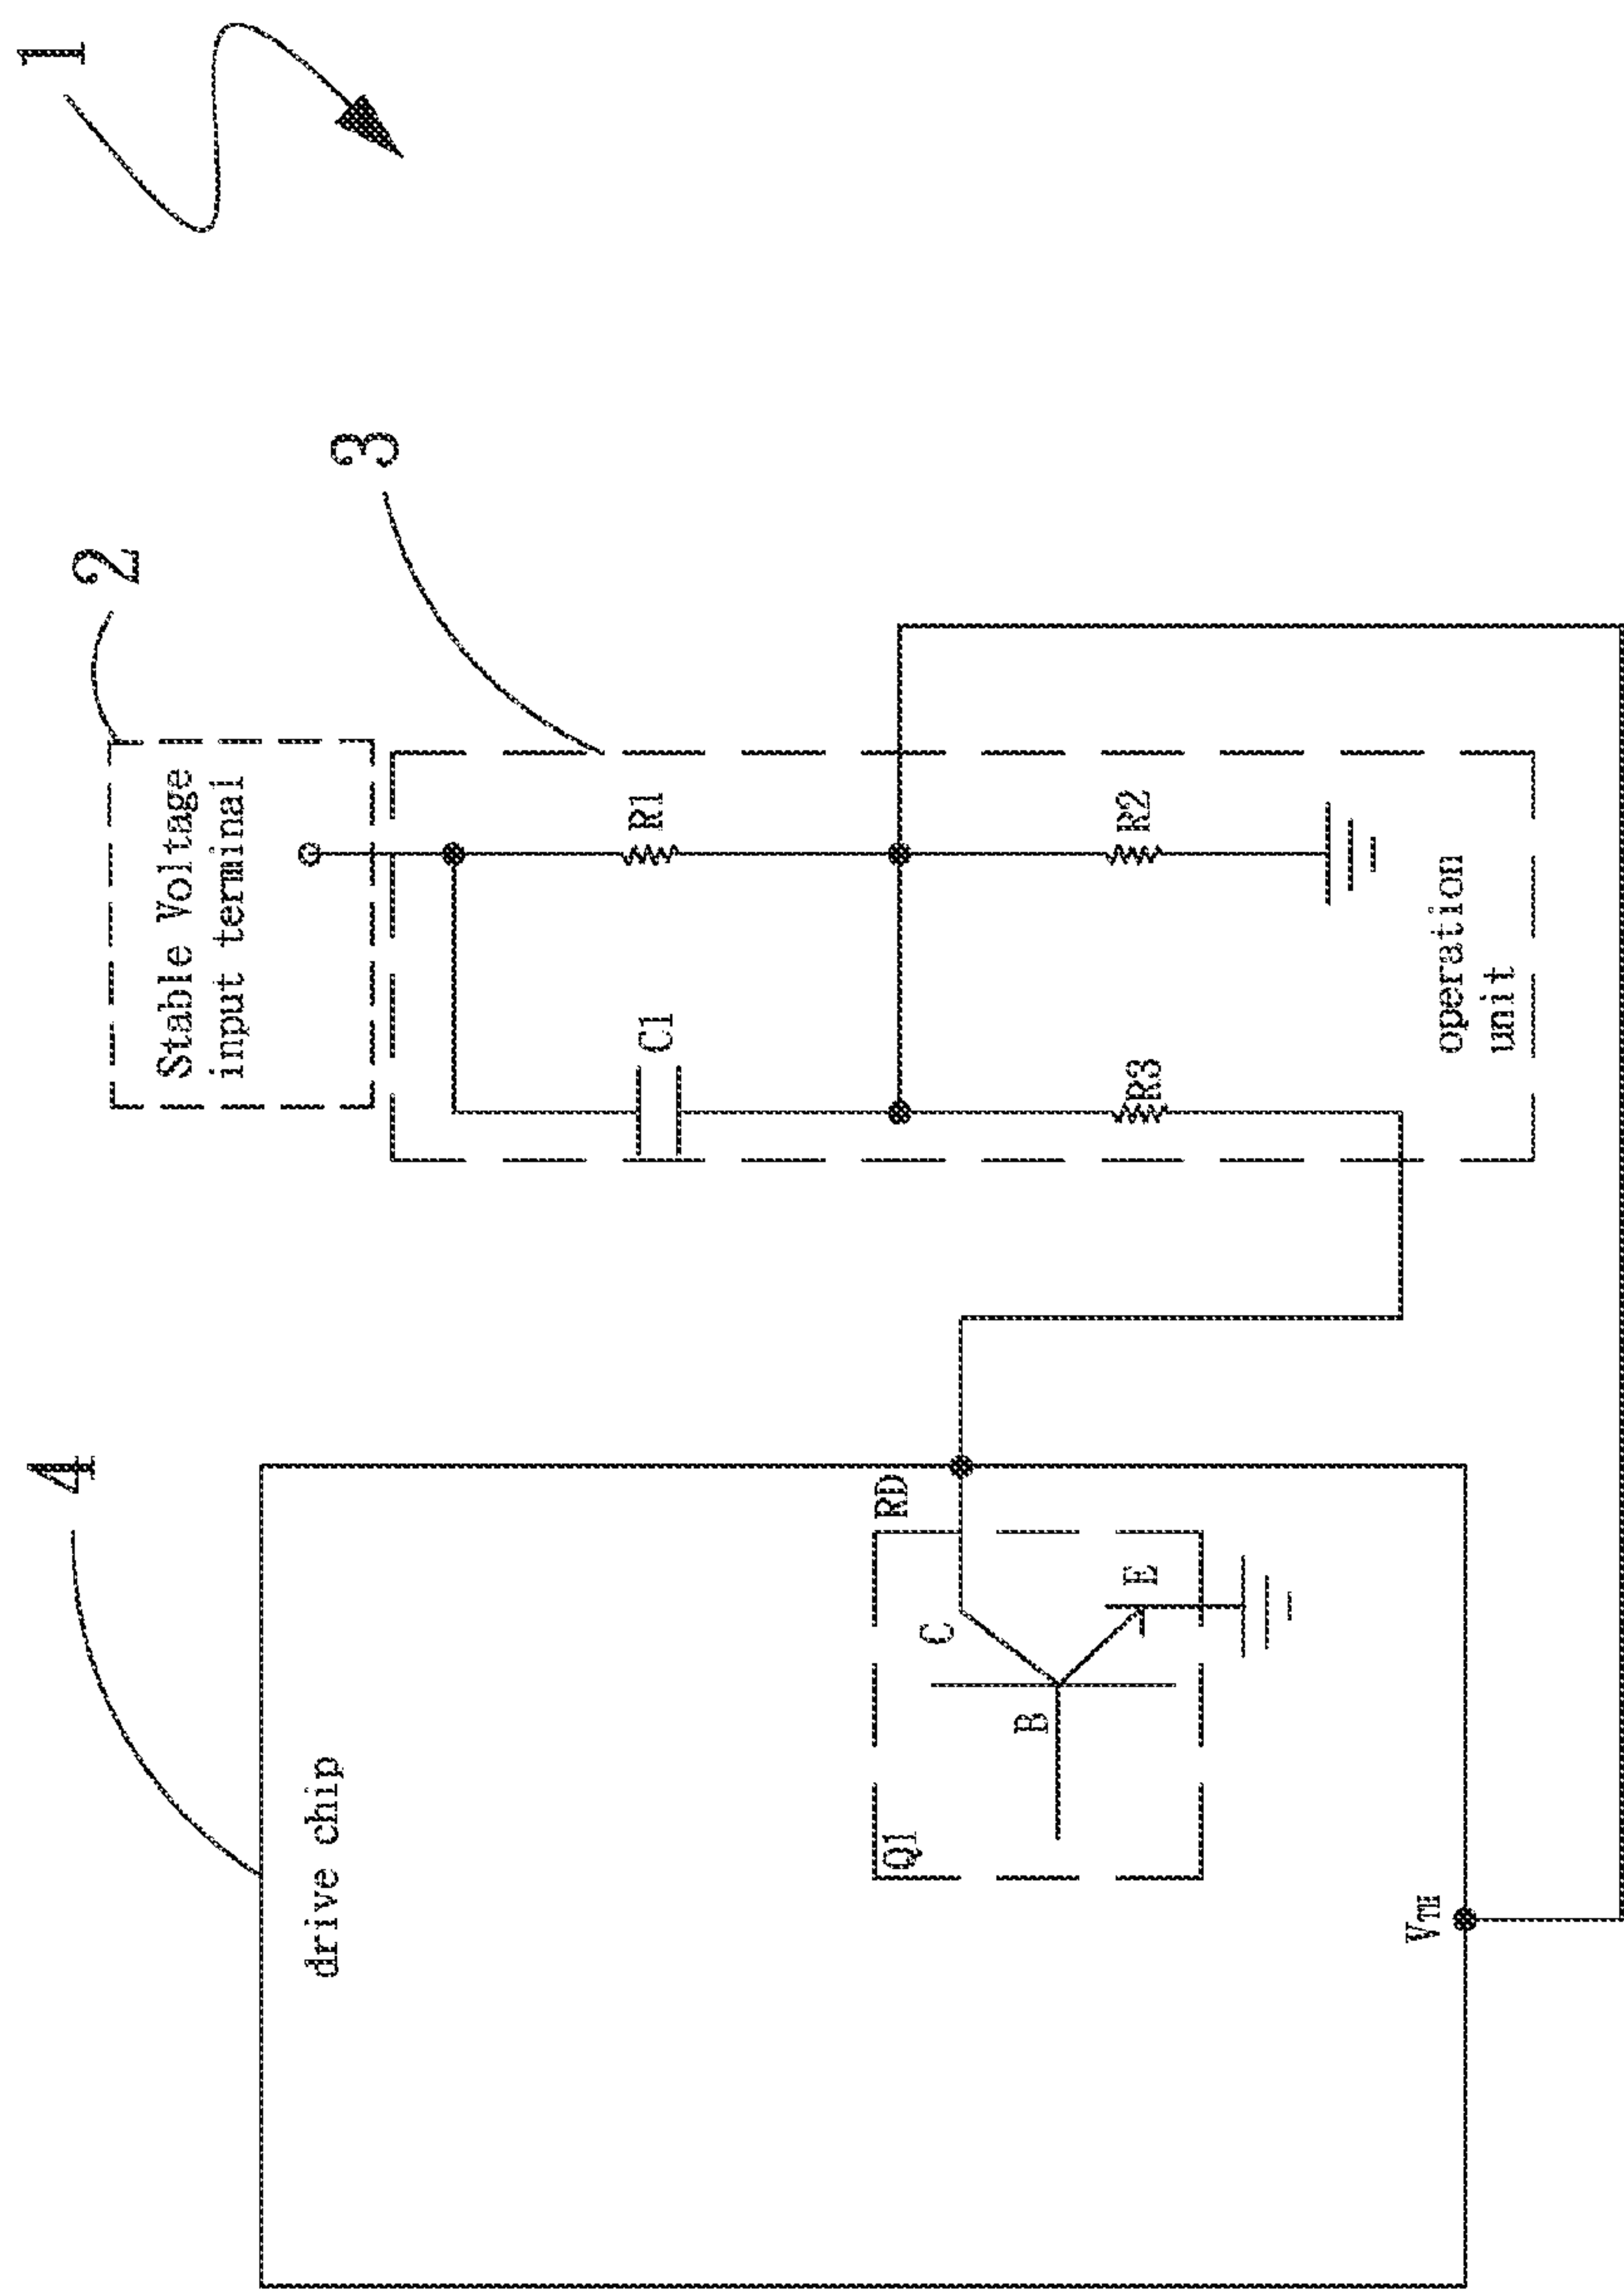 1
2
3
4
Stable Voltage
input terminal
R1
C1
R2
R3
operation
unit
drive chip
RD
C
E
B
Q1
VTH